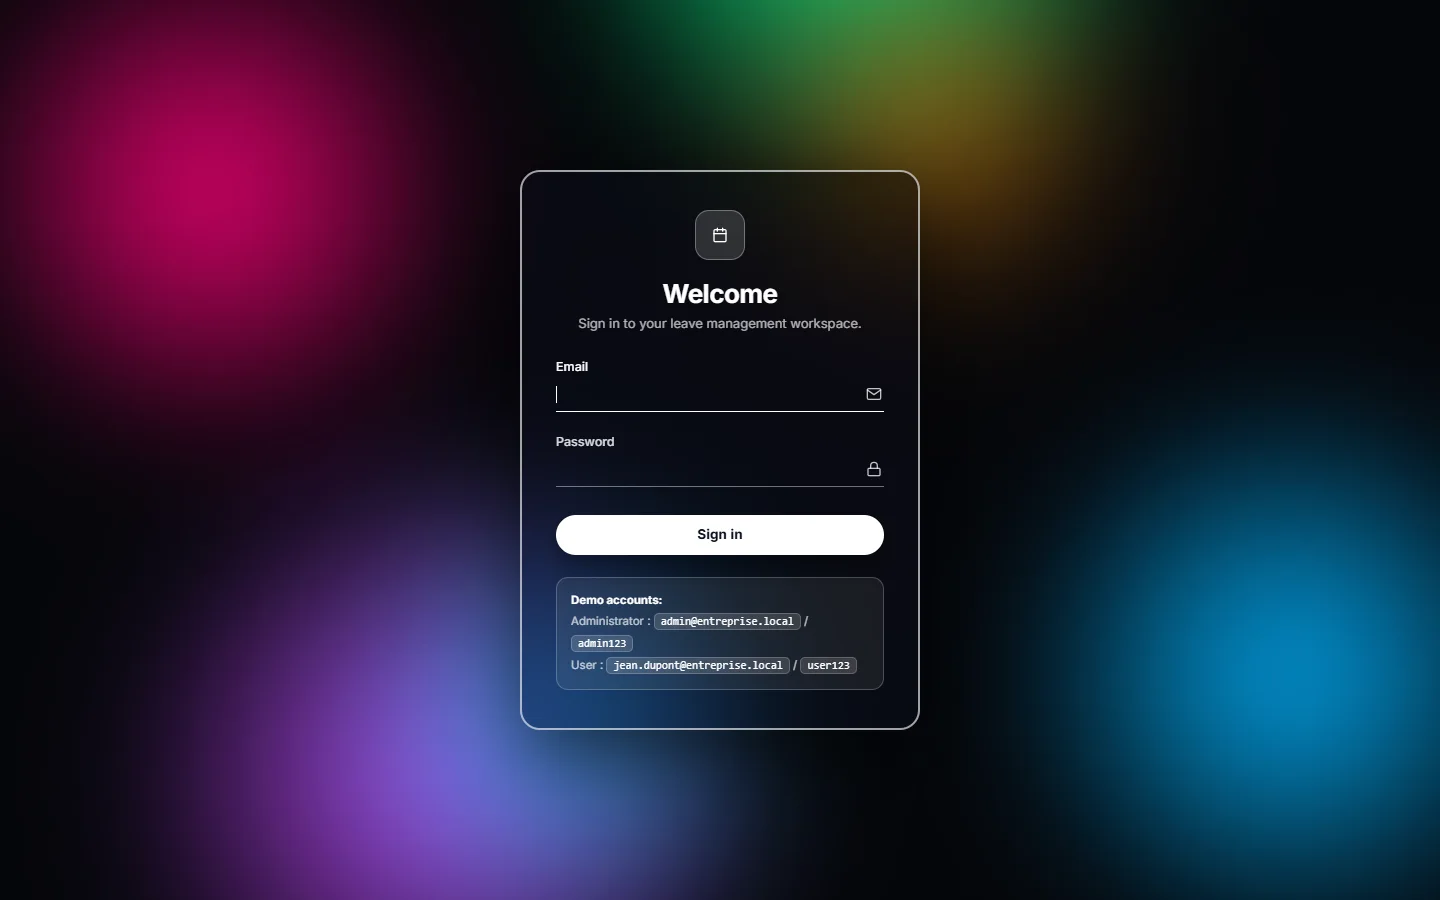 Welcome
Sign in to your leave management workspace.
Email
Password
Sign in
Demo accounts:
Administrator : admin@entreprise.local /
admin123
User : jean.dupont@entreprise.local / user123